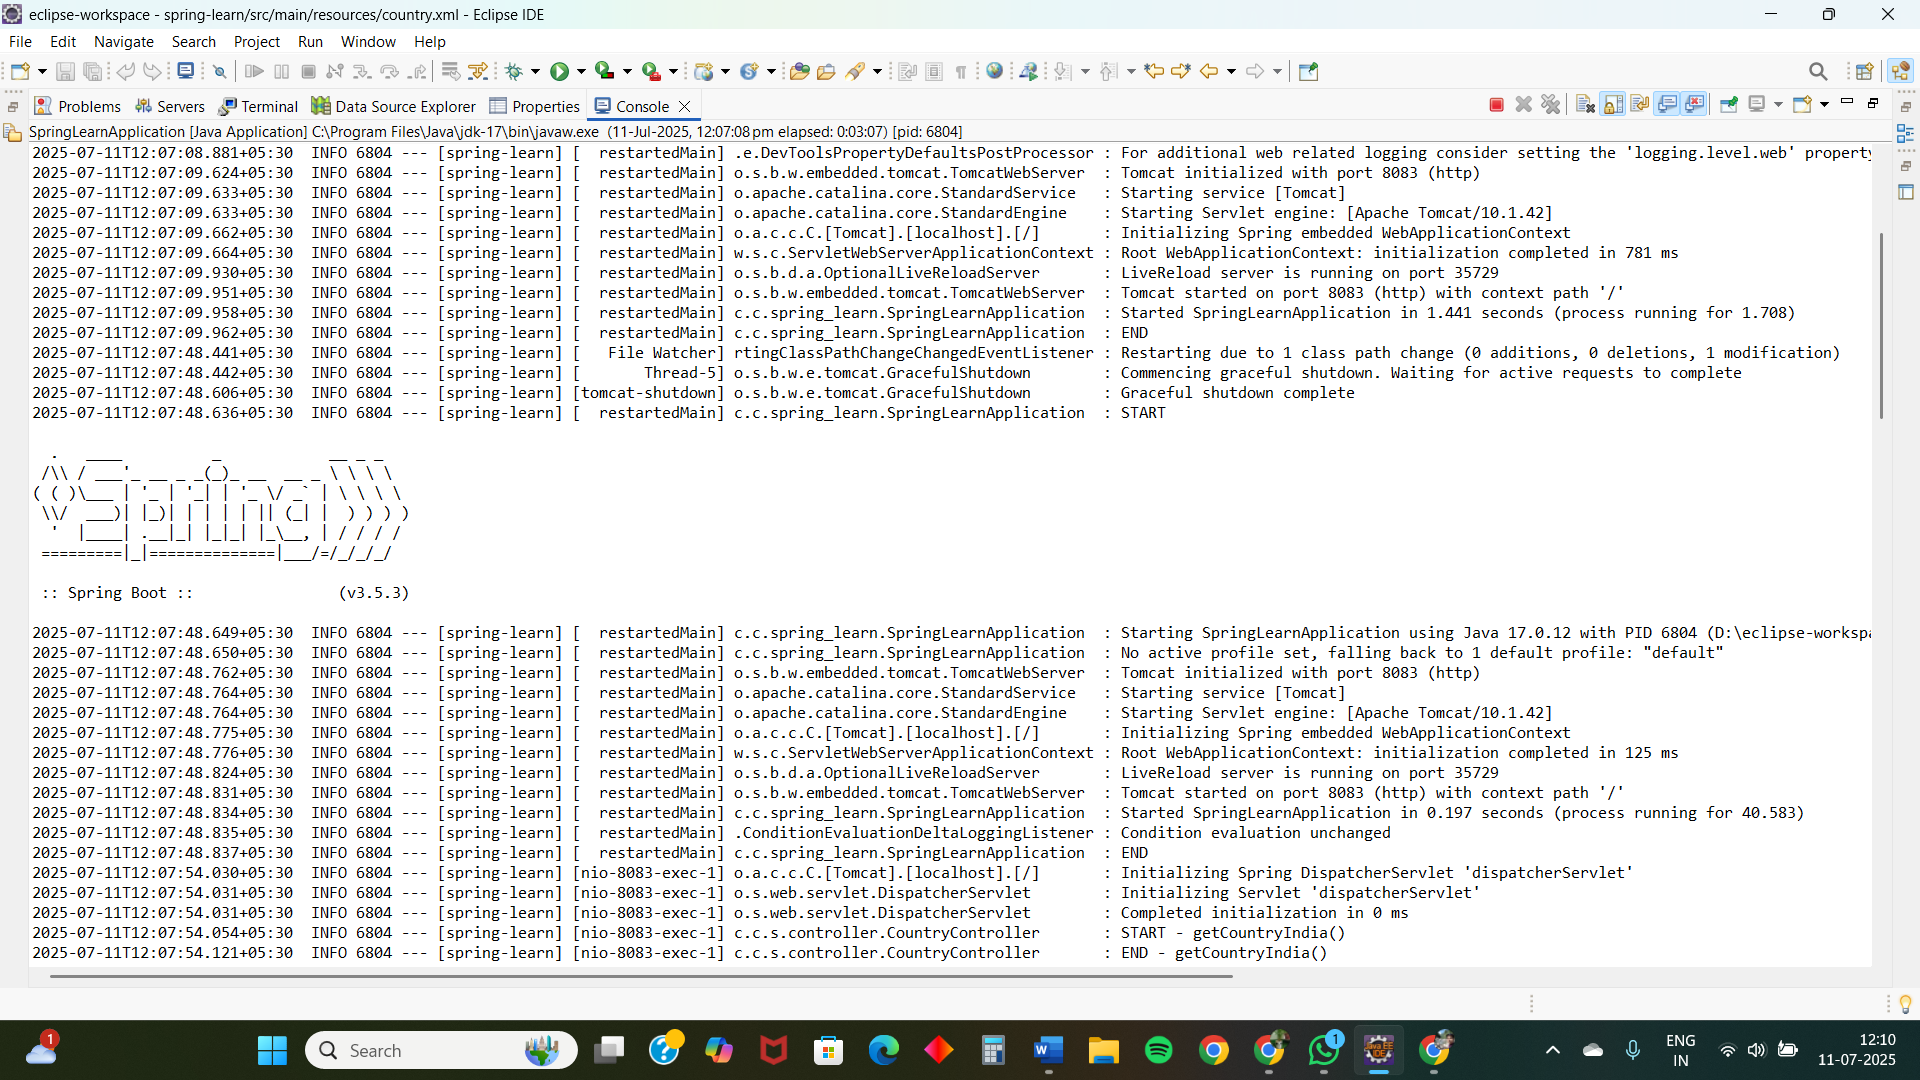 eclipse-workspace - spring-learn/src/main/resources/country.xml - Eclipse IDE
File Edit Navigate Search Project Run Window Help
Problems Servers Terminal Data Source Explorer Properties Console
SpringLearnApplication [Java Application] C:\Program Files\Java\jdk-17\bin\javaw.exe (11-Jul-2025, 12:07:08 pm elapsed: 0:03:07) [pid: 6804]
2025-07-11T12:07:08.881+05:30  INFO 6804 --- [spring-learn] [  restartedMain] .e.DevToolsPropertyDefaultsPostProcessor : For additional web related logging consider setting the 'logging.level.web' property
2025-07-11T12:07:09.624+05:30  INFO 6804 --- [spring-learn] [  restartedMain] o.s.b.w.embedded.tomcat.TomcatWebServer  : Tomcat initialized with port 8083 (http)
2025-07-11T12:07:09.633+05:30  INFO 6804 --- [spring-learn] [  restartedMain] o.apache.catalina.core.StandardService   : Starting service [Tomcat]
2025-07-11T12:07:09.633+05:30  INFO 6804 --- [spring-learn] [  restartedMain] o.apache.catalina.core.StandardEngine    : Starting Servlet engine: [Apache Tomcat/10.1.42]
2025-07-11T12:07:09.662+05:30  INFO 6804 --- [spring-learn] [  restartedMain] o.a.c.c.C.[Tomcat].[localhost].[/]       : Initializing Spring embedded WebApplicationContext
2025-07-11T12:07:09.664+05:30  INFO 6804 --- [spring-learn] [  restartedMain] w.s.c.ServletWebServerApplicationContext : Root WebApplicationContext: initialization completed in 781 ms
2025-07-11T12:07:09.930+05:30  INFO 6804 --- [spring-learn] [  restartedMain] o.s.b.d.a.OptionalLiveReloadServer       : LiveReload server is running on port 35729
2025-07-11T12:07:09.951+05:30  INFO 6804 --- [spring-learn] [  restartedMain] o.s.b.w.embedded.tomcat.TomcatWebServer  : Tomcat started on port 8083 (http) with context path '/'
2025-07-11T12:07:09.958+05:30  INFO 6804 --- [spring-learn] [  restartedMain] c.c.spring_learn.SpringLearnApplication  : Started SpringLearnApplication in 1.441 seconds (process running for 1.708)
2025-07-11T12:07:09.962+05:30  INFO 6804 --- [spring-learn] [  restartedMain] c.c.spring_learn.SpringLearnApplication  : END
2025-07-11T12:07:48.441+05:30  INFO 6804 --- [spring-learn] [   File Watcher] rtingClassPathChangeChangedEventListener : Restarting due to 1 class path change (0 additions, 0 deletions, 1 modification)
2025-07-11T12:07:48.442+05:30  INFO 6804 --- [spring-learn] [       Thread-5] o.s.b.w.e.tomcat.GracefulShutdown        : Commencing graceful shutdown. Waiting for active requests to complete
2025-07-11T12:07:48.606+05:30  INFO 6804 --- [spring-learn] [tomcat-shutdown] o.s.b.w.e.tomcat.GracefulShutdown        : Graceful shutdown complete
2025-07-11T12:07:48.636+05:30  INFO 6804 --- [spring-learn] [  restartedMain] c.c.spring_learn.SpringLearnApplication  : START
Spring
:: Spring Boot ::                (v3.5.3)
2025-07-11T12:07:48.649+05:30  INFO 6804 --- [spring-learn] [  restartedMain] c.c.spring_learn.SpringLearnApplication  : Starting SpringLearnApplication using Java 17.0.12 with PID 6804 (D:\eclipse-workspa
2025-07-11T12:07:48.650+05:30  INFO 6804 --- [spring-learn] [  restartedMain] c.c.spring_learn.SpringLearnApplication  : No active profile set, falling back to 1 default profile: "default"
2025-07-11T12:07:48.762+05:30  INFO 6804 --- [spring-learn] [  restartedMain] o.s.b.w.embedded.tomcat.TomcatWebServer  : Tomcat initialized with port 8083 (http)
2025-07-11T12:07:48.764+05:30  INFO 6804 --- [spring-learn] [  restartedMain] o.apache.catalina.core.StandardService   : Starting service [Tomcat]
2025-07-11T12:07:48.764+05:30  INFO 6804 --- [spring-learn] [  restartedMain] o.apache.catalina.core.StandardEngine    : Starting Servlet engine: [Apache Tomcat/10.1.42]
2025-07-11T12:07:48.775+05:30  INFO 6804 --- [spring-learn] [  restartedMain] o.a.c.c.C.[Tomcat].[localhost].[/]       : Initializing Spring embedded WebApplicationContext
2025-07-11T12:07:48.776+05:30  INFO 6804 --- [spring-learn] [  restartedMain] w.s.c.ServletWebServerApplicationContext : Root WebApplicationContext: initialization completed in 125 ms
2025-07-11T12:07:48.824+05:30  INFO 6804 --- [spring-learn] [  restartedMain] o.s.b.d.a.OptionalLiveReloadServer       : LiveReload server is running on port 35729
2025-07-11T12:07:48.831+05:30  INFO 6804 --- [spring-learn] [  restartedMain] o.s.b.w.embedded.tomcat.TomcatWebServer  : Tomcat started on port 8083 (http) with context path '/'
2025-07-11T12:07:48.834+05:30  INFO 6804 --- [spring-learn] [  restartedMain] c.c.spring_learn.SpringLearnApplication  : Started SpringLearnApplication in 0.197 seconds (process running for 40.583)
2025-07-11T12:07:48.835+05:30  INFO 6804 --- [spring-learn] [  restartedMain] .ConditionEvaluationDeltaLoggingListener : Condition evaluation unchanged
2025-07-11T12:07:48.837+05:30  INFO 6804 --- [spring-learn] [  restartedMain] c.c.spring_learn.SpringLearnApplication  : END
2025-07-11T12:07:54.030+05:30  INFO 6804 --- [spring-learn] [nio-8083-exec-1] o.a.c.c.C.[Tomcat].[localhost].[/]       : Initializing Spring DispatcherServlet 'dispatcherServlet'
2025-07-11T12:07:54.031+05:30  INFO 6804 --- [spring-learn] [nio-8083-exec-1] o.s.web.servlet.DispatcherServlet        : Initializing Servlet 'dispatcherServlet'
2025-07-11T12:07:54.031+05:30  INFO 6804 --- [spring-learn] [nio-8083-exec-1] o.s.web.servlet.DispatcherServlet        : Completed initialization in 0 ms
2025-07-11T12:07:54.054+05:30  INFO 6804 --- [spring-learn] [nio-8083-exec-1] c.c.s.controller.CountryController       : START - getCountryIndia()
2025-07-11T12:07:54.121+05:30  INFO 6804 --- [spring-learn] [nio-8083-exec-1] c.c.s.controller.CountryController       : END - getCountryIndia()
1
Search
1
ENG
IN
12:10
11-07-2025